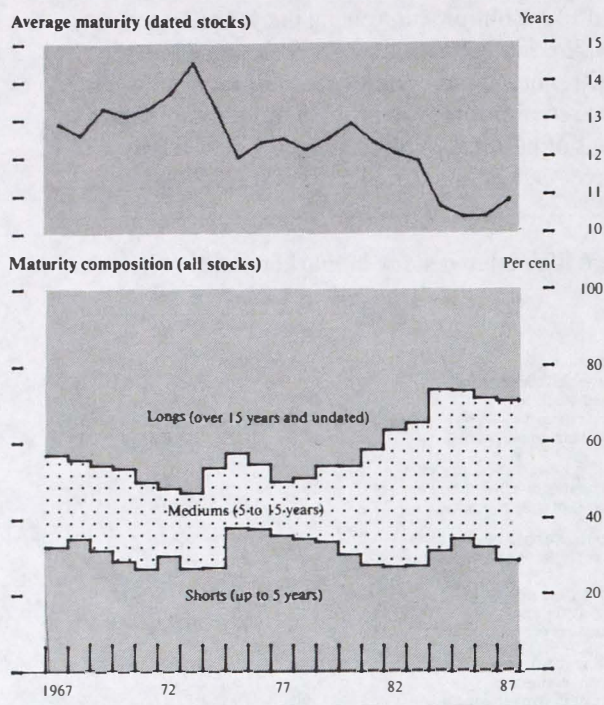 Average maturity (dated stocks) Years
15
14
13
12
11
10
Maturity composition (all stocks) Per cent
100
80
Longs (over 15 years and undated)
60
Mediums (5-to 15-years)
40
Shorts (up to 5 years)
20
1967 72 77 82 87